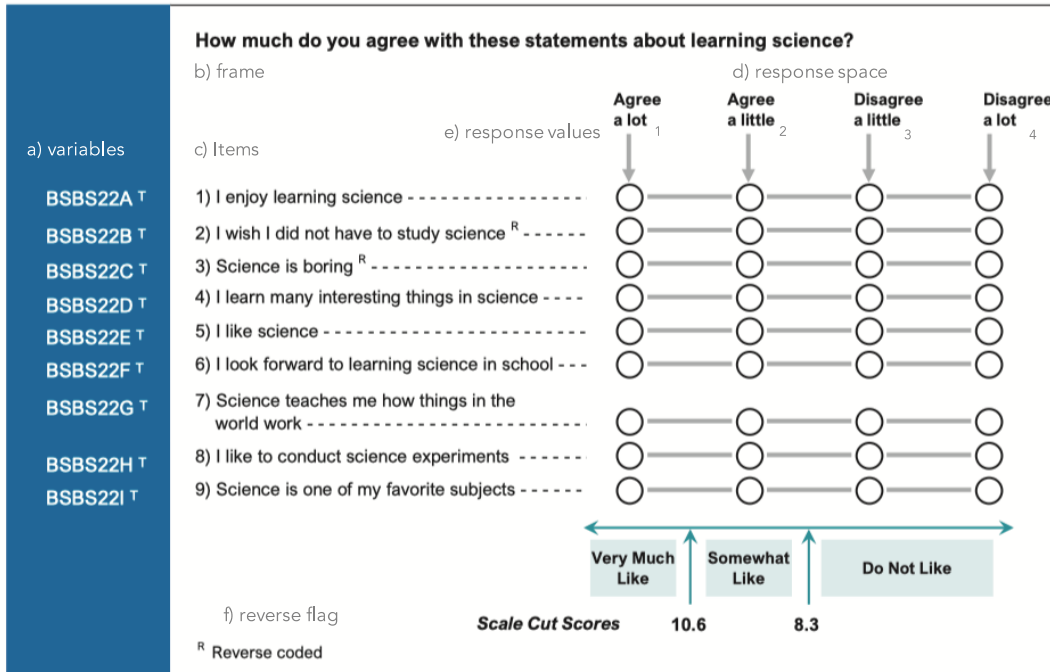 How much do you agree with these statements about learning science?
b) frame
d) response space
Agree a lot 1
Agree a little 2
Disagree a little 3
Disagree a lot 4
e) response values
a) variables
c) Items
BSBS22A T
1) I enjoy learning science - - - - - - - - - - - - - - - - - - - -
BSBS22B T
2) I wish I did not have to study science R - - - - - -
BSBS22C T
3) Science is boring R - - - - - - - - - - - - - - - - - - - - - - -
BSBS22D T
4) I learn many interesting things in science - - - -
BSBS22E T
5) I like science - - - - - - - - - - - - - - - - - - - - - - - - - - - -
BSBS22F T
6) I look forward to learning science in school - - -
BSBS22G T
7) Science teaches me how things in the
world work - - - - - - - - - - - - - - - - - - - - - - - - - - - - -
BSBS22H T
8) I like to conduct science experiments - - - - - - -
BSBS22I T
9) Science is one of my favorite subjects - - - - - -
Very Much Like
Somewhat Like
Do Not Like
f) reverse flag
Scale Cut Scores 10.6 8.3
R Reverse coded